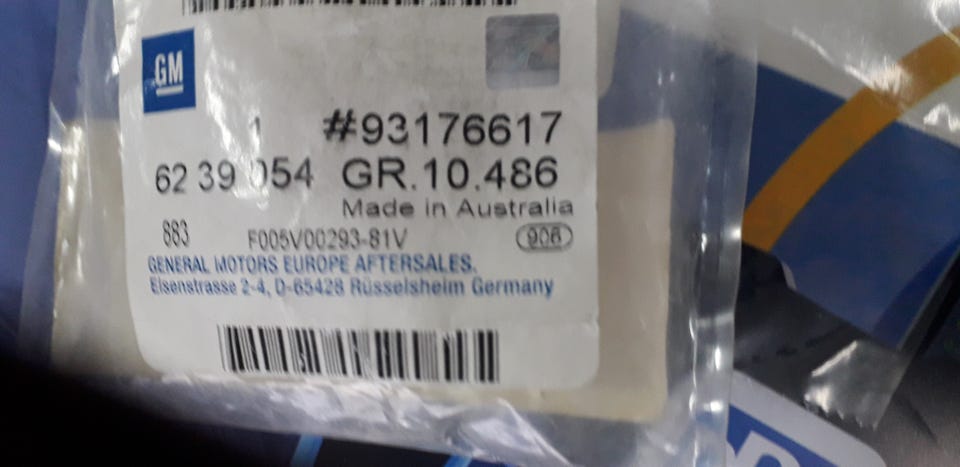 GM
1 #93176617
62 39 054 GR.10.486
Made in Australia
883 F005V00293-81V 906
GENERAL MOTORS EUROPE AFTERSALES.
Eisenstrasse 2-4, D-65428 Rüsselsheim Germany